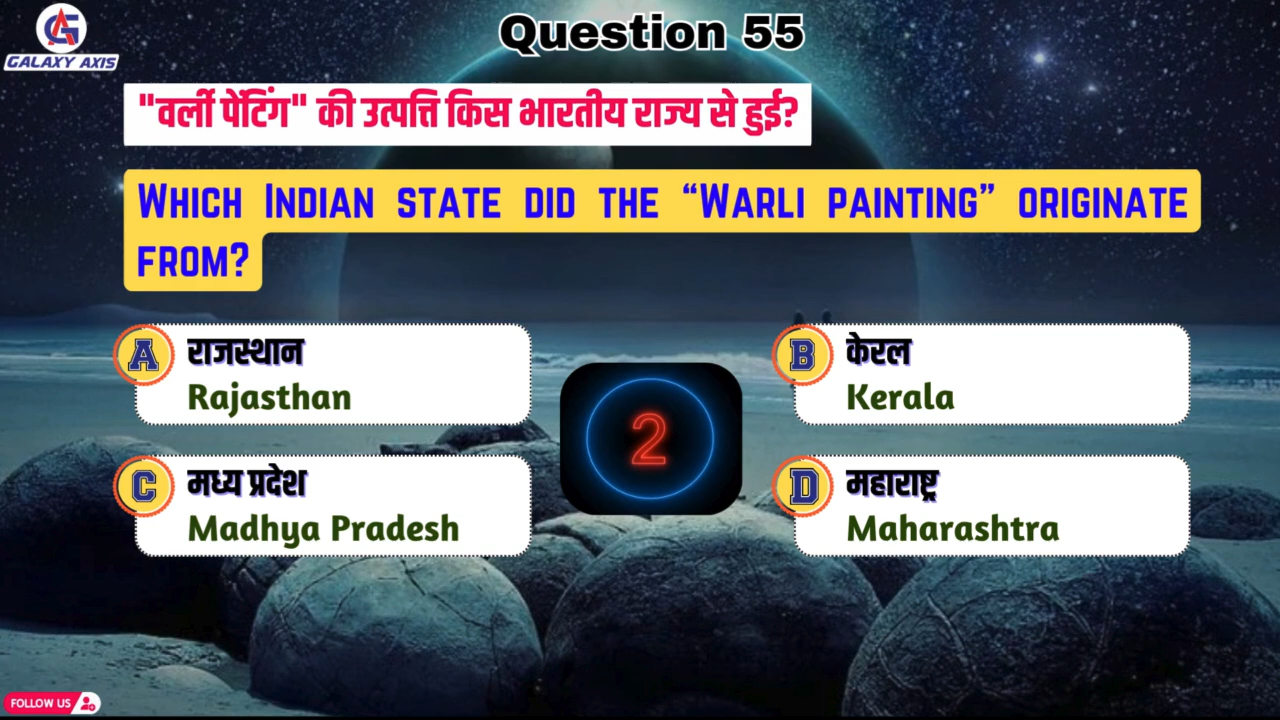 Question 55
GALAXY AXIS
"वर्ली पेंटिंग" की उत्पत्ति किस भारतीय राज्य से हुई?
Which Indian state did the “Warli painting” originate
from?
A राजस्थान
Rajasthan
B केरल
Kerala
2
C मध्य प्रदेश
Madhya Pradesh
D महाराष्ट्र
Maharashtra
FOLLOW US